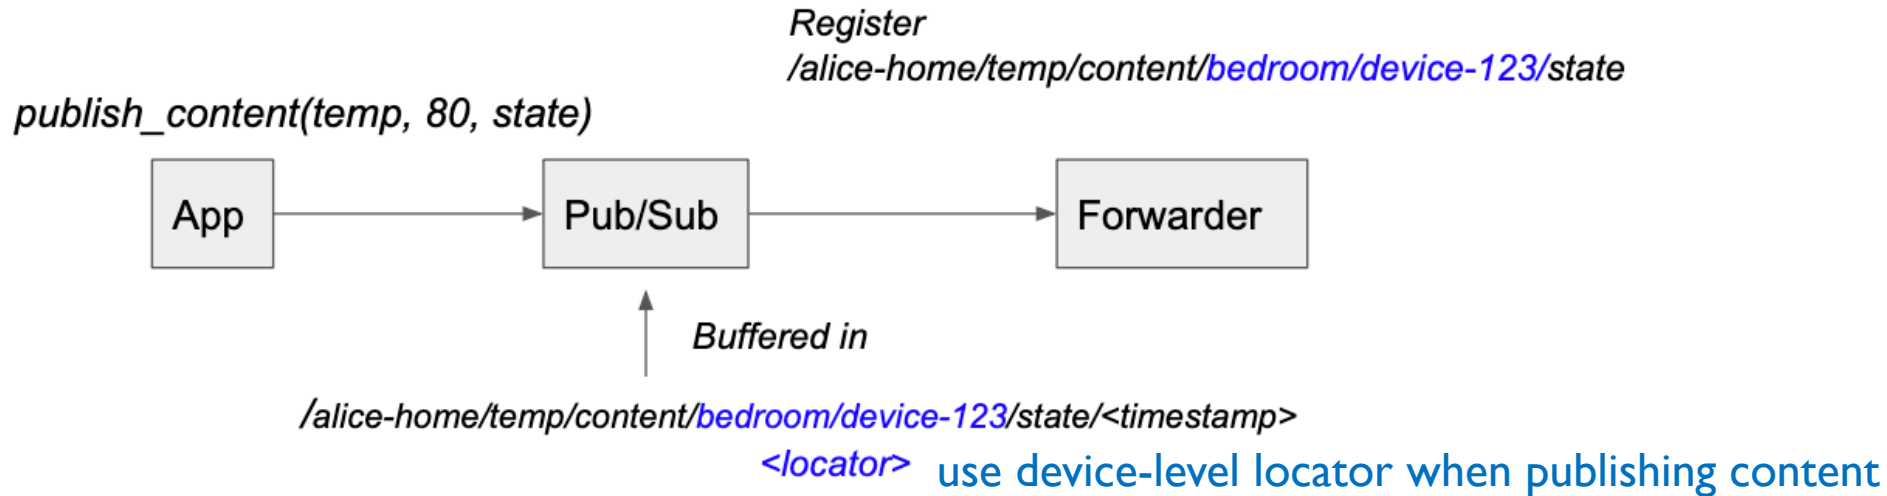 Register
/alice-home/temp/content/bedroom/device-123/state
publish_content(temp, 80, state)
App
Pub/Sub
Forwarder
Buffered in
/alice-home/temp/content/bedroom/device-123/state/<timestamp>
<locator> use device-level locator when publishing content